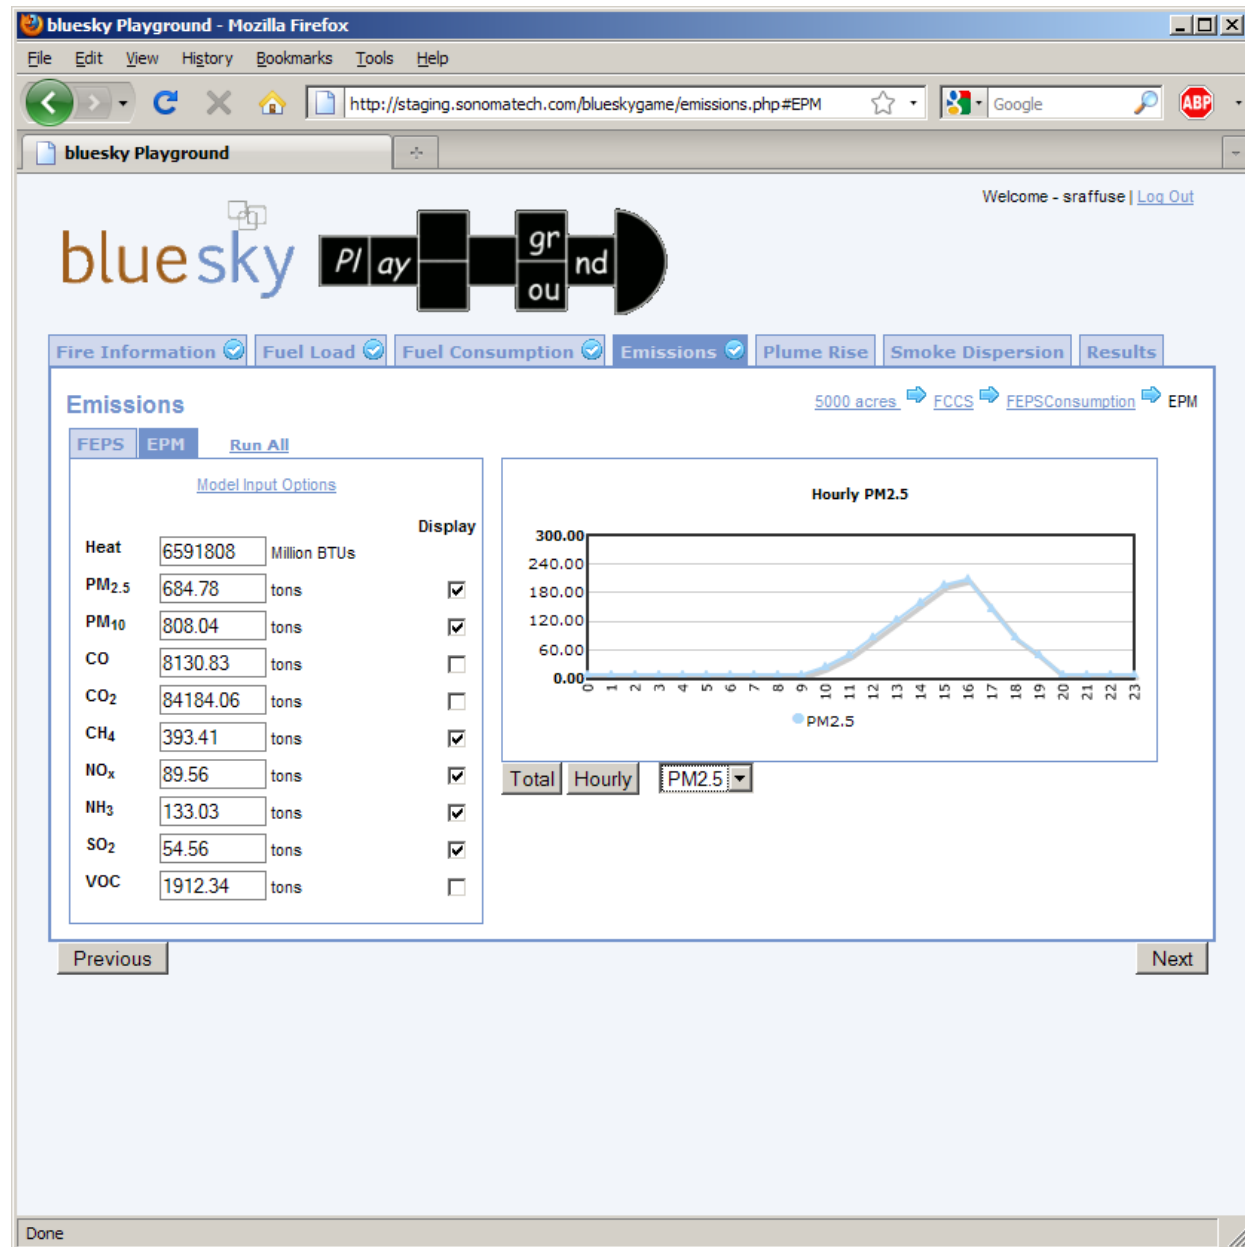 bluesky Playground - Mozilla Firefox
File Edit View History Bookmarks Tools Help
http://staging.sonomatech.com/blueskygame/emissions.php#EPM Google ABP
bluesky Playground
Welcome - sraffuse | Log Out
bluesky Pl ay gr ou nd
Fire Information Fuel Load Fuel Consumption Emissions Plume Rise Smoke Dispersion Results
Emissions 5000 acres FCCS FEPSConsumption EPM
FEPS EPM Run All
Model Input Options
Display
Heat 6591808 Million BTUs
PM2.5 684.78 tons
PM10 808.04 tons
CO 8130.83 tons
CO2 84184.06 tons
CH4 393.41 tons
NOx 89.56 tons
NH3 133.03 tons
SO2 54.56 tons
VOC 1912.34 tons
Hourly PM2.5
300.00
240.00
180.00
120.00
60.00
0.00
0 1 2 3 4 5 6 7 8 9 10 11 12 13 14 15 16 17 18 19 20 21 22 23
PM2.5
Total Hourly PM2.5
Previous Next
Done